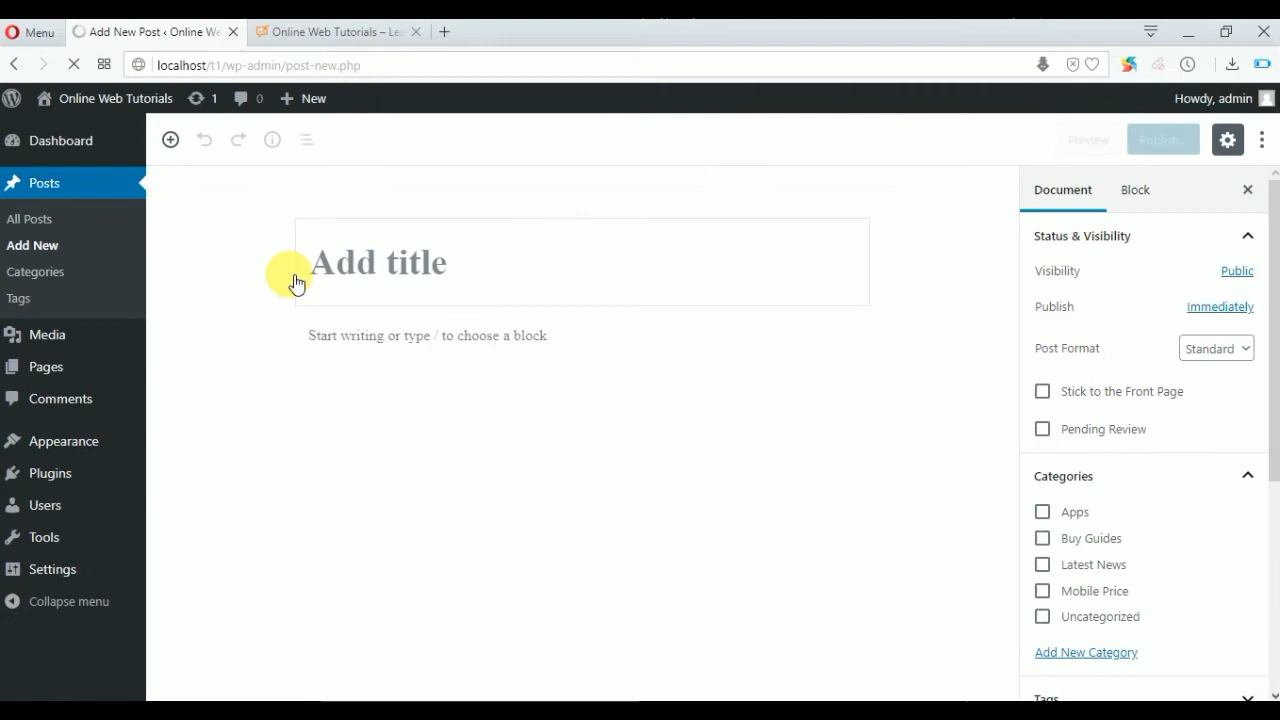 Menu
Add New Post ‹ Online We
Online Web Tutorials – Le
localhost/t1/wp-admin/post-new.php
Online Web Tutorials
1
0
New
Howdy, admin
Dashboard
Posts
All Posts
Add New
Categories
Tags
Media
Pages
Comments
Appearance
Plugins
Users
Tools
Settings
Collapse menu
Preview
Publish...
Add title
Start writing or type / to choose a block
Document
Block
Status & Visibility
Visibility
Public
Publish
Immediately
Post Format
Standard
Stick to the Front Page
Pending Review
Categories
Apps
Buy Guides
Latest News
Mobile Price
Uncategorized
Add New Category
Tags